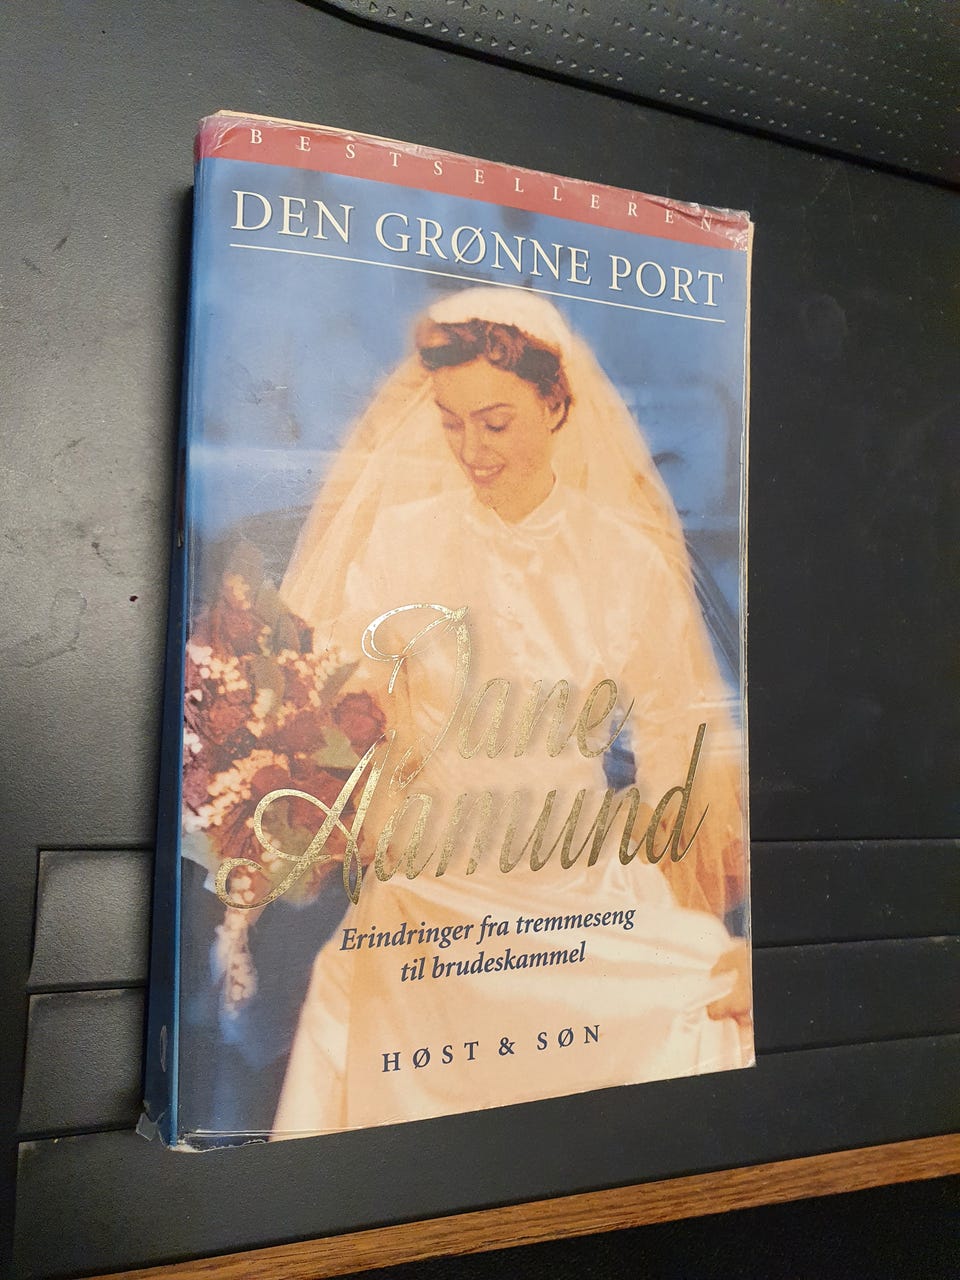 BESTSELLEREN
DEN GRØNNE PORT
Jane
Aamund
Erindringer fra tremmeseng
til brudeskammel
HØST & SØN